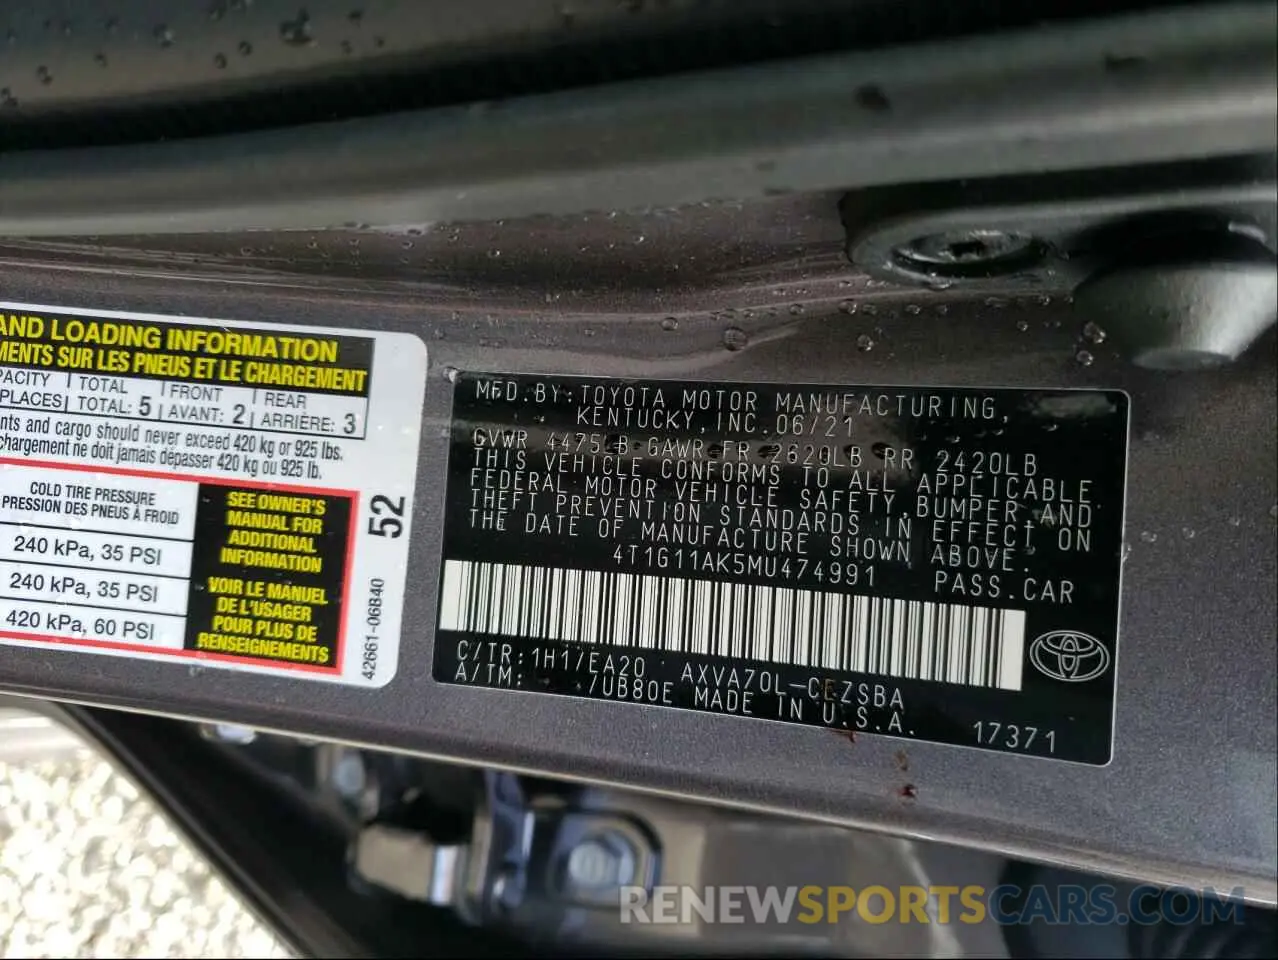 AND LOADING INFORMATION
MENTS SUR LES PNEUS ET LE CHARGEMENT
TOTAL FRONT REAR
PLACES TOTAL: 5 AVANT: 2 ARRIÈRE: 3
and cargo should never exceed 420 kg or 925 lbs.
chargement ne doit jamais dépasser 420 kg ou 925 lb.
COLD TIRE PRESSURE
PRESSION DES PNEUS À FROID
240 kPa, 35 PSI
240 kPa, 35 PSI
420 kPa, 60 PSI
SEE OWNER'S
MANUAL FOR
ADDITIONAL
INFORMATION
VOIR LE MANUEL
DE L'USAGER
POUR PLUS DE
RENSEIGNEMENTS
52
42661-06B40
MFD.BY:TOYOTA MOTOR MANUFACTURING,
KENTUCKY,INC.06/21
GVWR 4475LB GAWR FR 2620LB RR 2420LB
THIS VEHICLE CONFORMS TO ALL APPLICABLE
FEDERAL MOTOR VEHICLE SAFETY,BUMPER AND
THEFT PREVENTION STANDARDS IN EFFECT ON
THE DATE OF MANUFACTURE SHOWN ABOVE.
4T1G11AK5MU474991 PASS.CAR
C/TR:1H17/EA20 AXVA70L-CEZSBA
A/TM: /UB80E MADE IN U.S.A.
17371
RENEWSPORTSCARS.COM